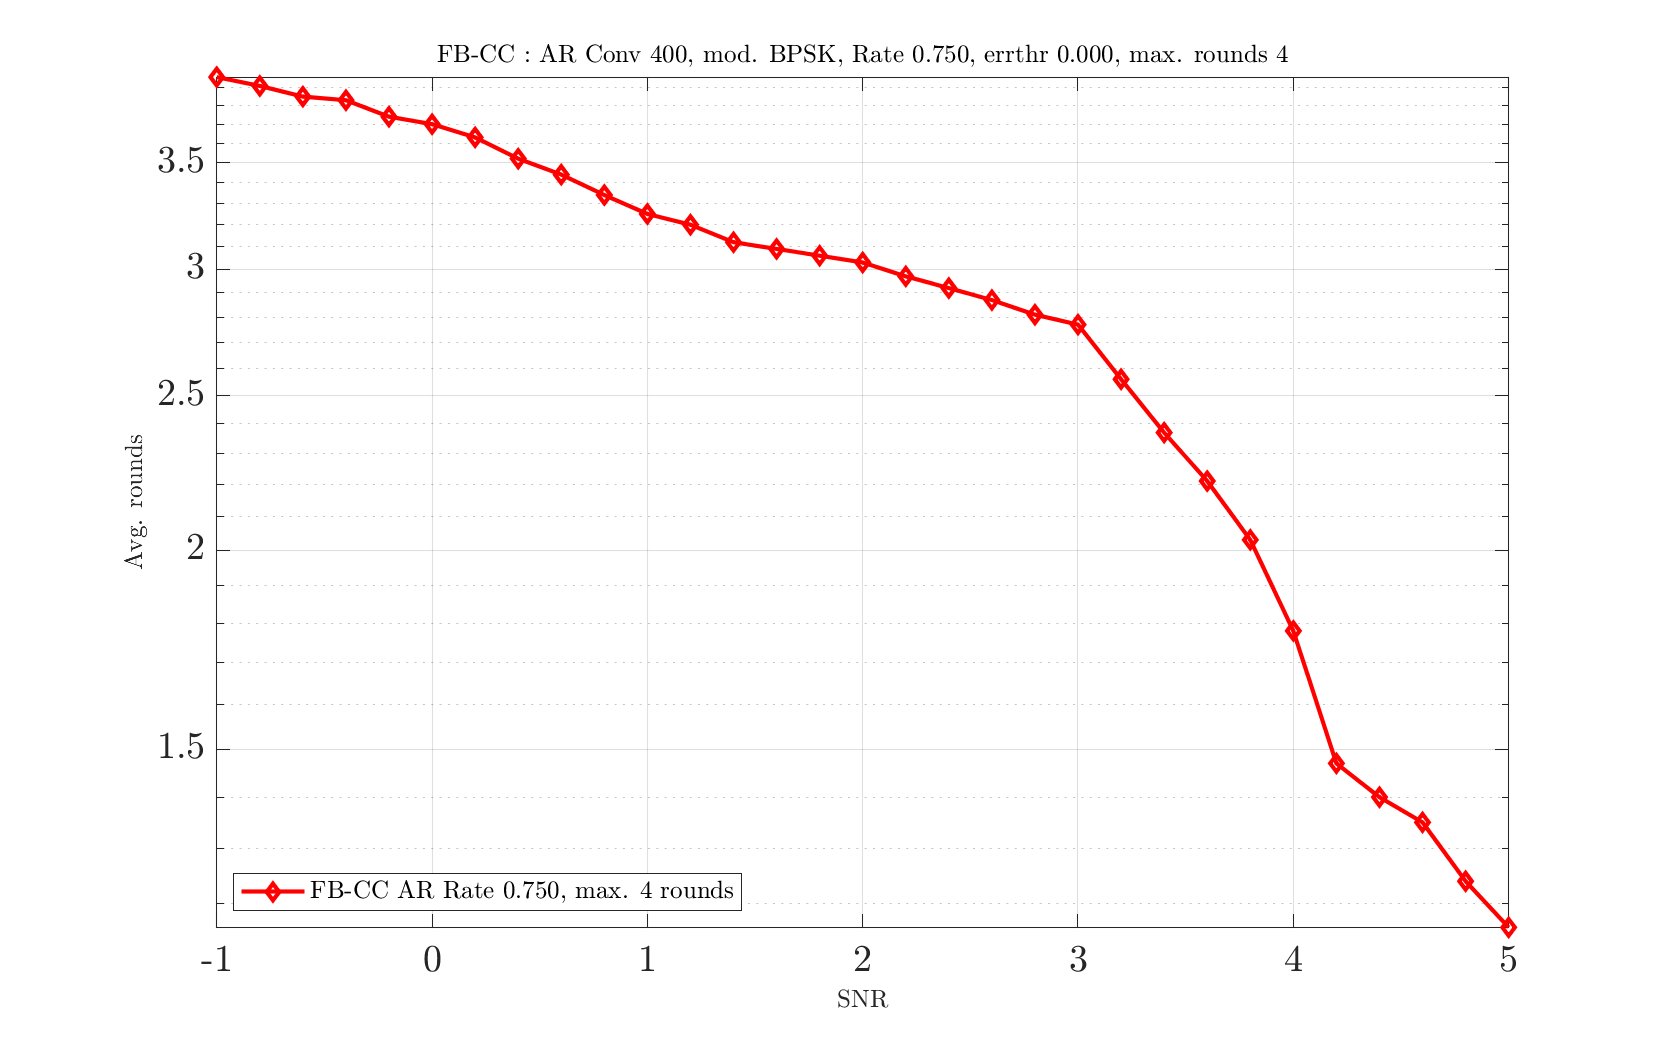 FB-CC : AR Conv 400, mod. BPSK, Rate 0.750, errthr 0.000, max. rounds 4
3.5
3
2.5
2
1.5
Avg. rounds
FB-CC AR Rate 0.750, max. 4 rounds
-1 0 1 2 3 4 5
SNR